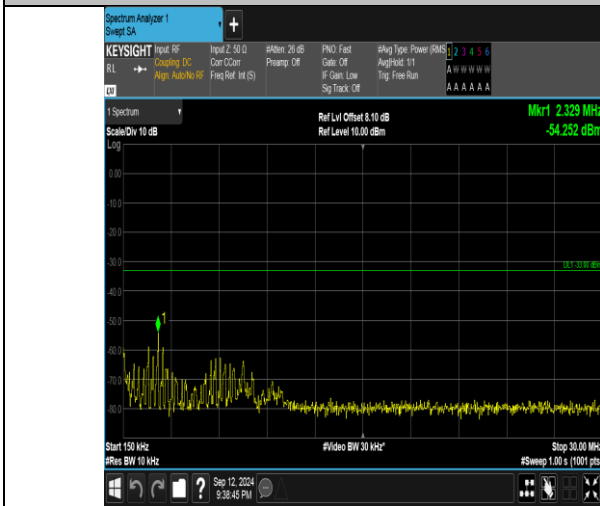 Spectrum Analyzer 1
Swept SA
+
KEYSIGHT Input: RF Input Z: 50 Ω #Atten: 26 dB PNO: Fast #Avg Type: Power (RMS 1 2 3 4 5 6
RL Coupling: DC Corr CCorr Preamp: Off Gate: Off Avg|Hold: 1/1 A W W W W W
Align: Auto/No RF Freq Ref: Int (S) IF Gain: Low Trig: Free Run
Sig Track: Off A A A A A A
1 Spectrum Ref Lvl Offset 8.10 dB Mkr1 2.329 MHz
Scale/Div 10 dB Ref Level 10.00 dBm -54.252 dBm
Log
0.00
-10.0
-20.0
-30.0 DL1 -33.00 dBm
-40.0
-50.0
1
-60.0
-70.0
-80.0
Start 150 kHz #Video BW 30 kHz* Stop 30.00 MHz
#Res BW 10 kHz #Sweep 1.00 s (1001 pts
? Sep 12, 2024
9:38:45 PM